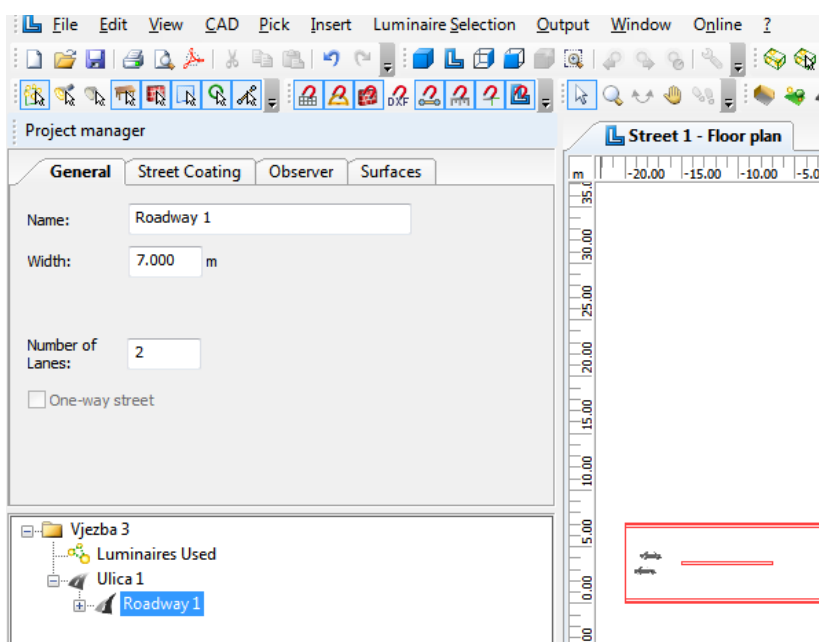 File Edit View CAD Pick Insert Luminaire Selection Output Window Online ?
DXF
Project manager
Street 1 - Floor plan
General Street Coating Observer Surfaces
m -20.00 -15.00 -10.00 -5.0
Name: Roadway 1
Width: 7.000 m
Number of
Lanes: 2
One-way street
35.0
30.00
25.00
20.00
15.00
10.00
5.00
0.00
00
Vjezba 3
Luminaires Used
Ulica 1
Roadway 1